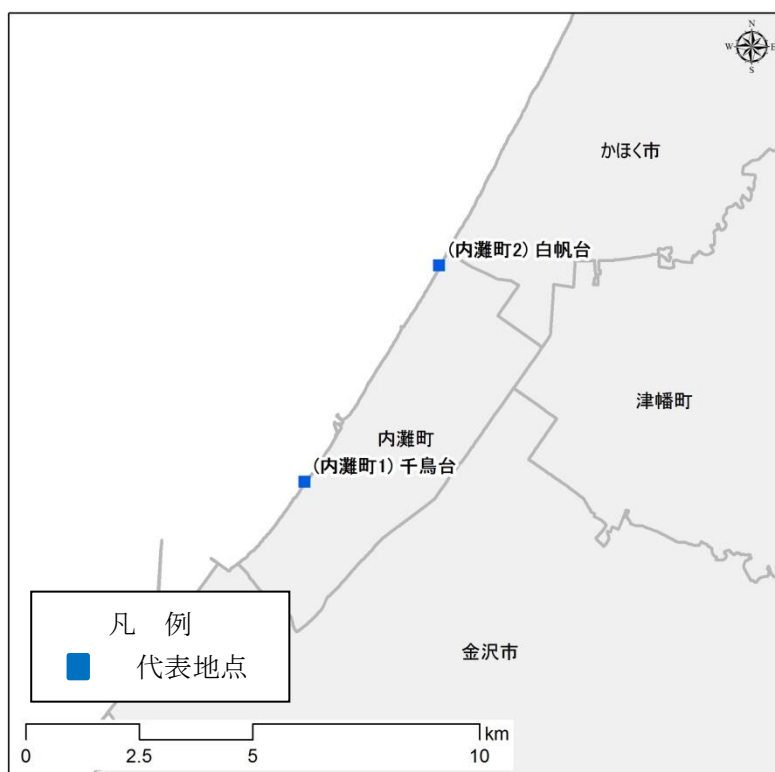 N
W E
S
かほく市
(内灘町2) 白帆台
津幡町
内灘町
(内灘町1) 千鳥台
凡 例
代表地点
金沢市
km
0 2.5 5 10